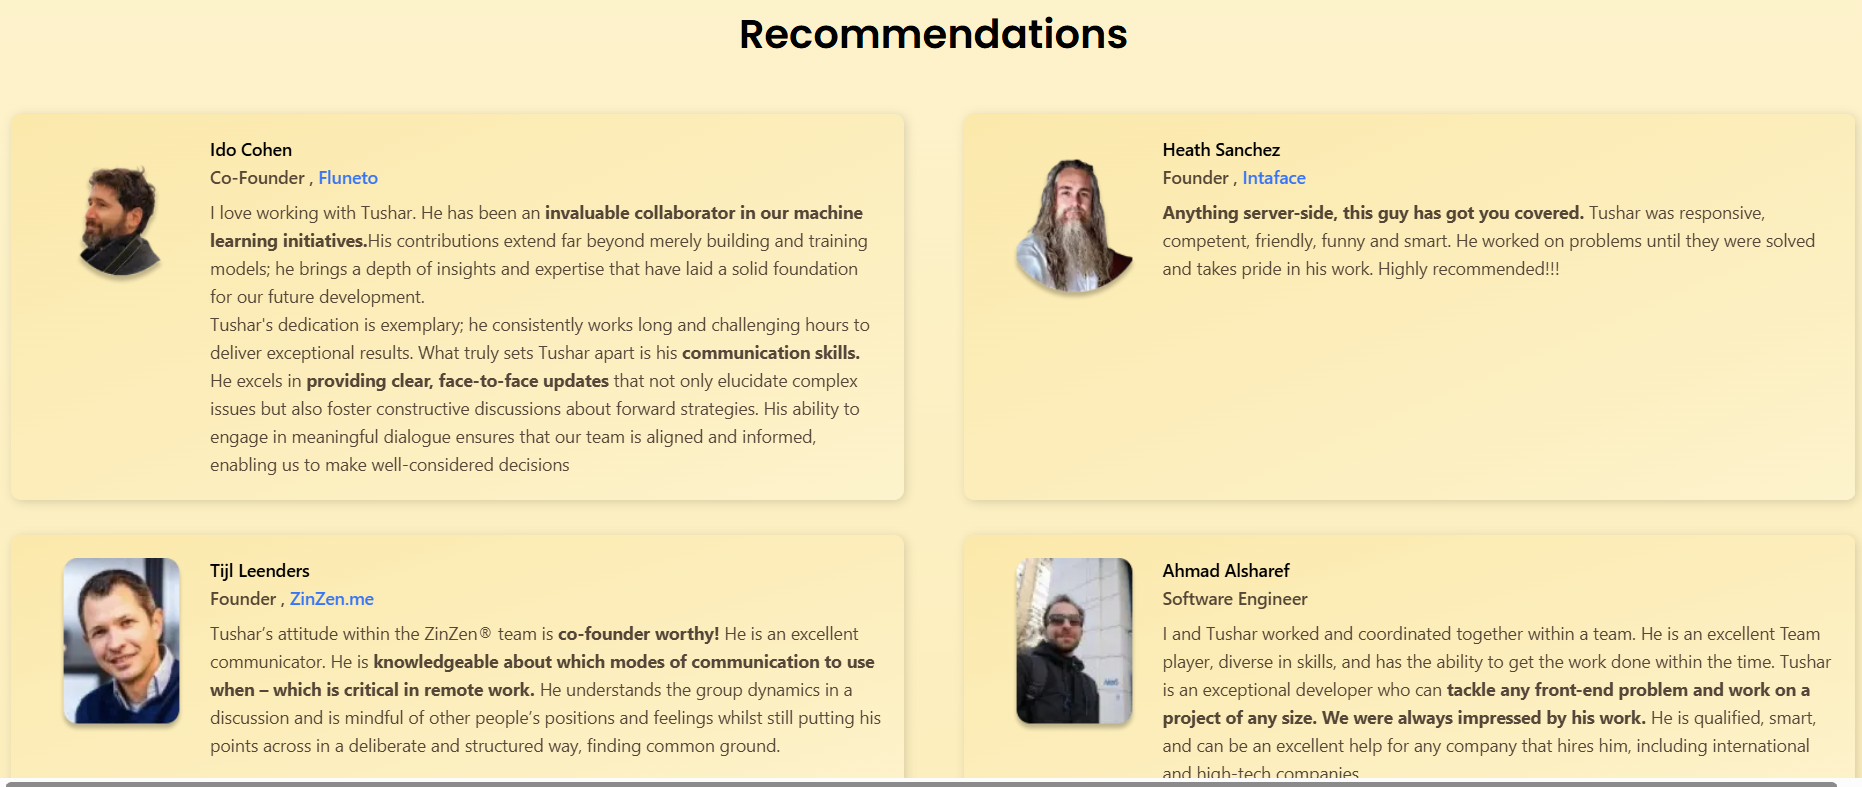 Recommendations
Ido Cohen
Co-Founder , Fluneto
I love working with Tushar. He has been an invaluable collaborator in our machine
learning initiatives.His contributions extend far beyond merely building and training
models; he brings a depth of insights and expertise that have laid a solid foundation
for our future development.
Tushar's dedication is exemplary; he consistently works long and challenging hours to
deliver exceptional results. What truly sets Tushar apart is his communication skills.
He excels in providing clear, face-to-face updates that not only elucidate complex
issues but also foster constructive discussions about forward strategies. His ability to
engage in meaningful dialogue ensures that our team is aligned and informed,
enabling us to make well-considered decisions
Heath Sanchez
Founder , Intaface
Anything server-side, this guy has got you covered. Tushar was responsive,
competent, friendly, funny and smart. He worked on problems until they were solved
and takes pride in his work. Highly recommended!!!
Tijl Leenders
Founder , ZinZen.me
Tushar’s attitude within the ZinZen® team is co-founder worthy! He is an excellent
communicator. He is knowledgeable about which modes of communication to use
when – which is critical in remote work. He understands the group dynamics in a
discussion and is mindful of other people’s positions and feelings whilst still putting his
points across in a deliberate and structured way, finding common ground.
Ahmad Alsharef
Software Engineer
I and Tushar worked and coordinated together within a team. He is an excellent Team
player, diverse in skills, and has the ability to get the work done within the time. Tushar
is an exceptional developer who can tackle any front-end problem and work on a
project of any size. We were always impressed by his work. He is qualified, smart,
and can be an excellent help for any company that hires him, including international
and high-tech companies